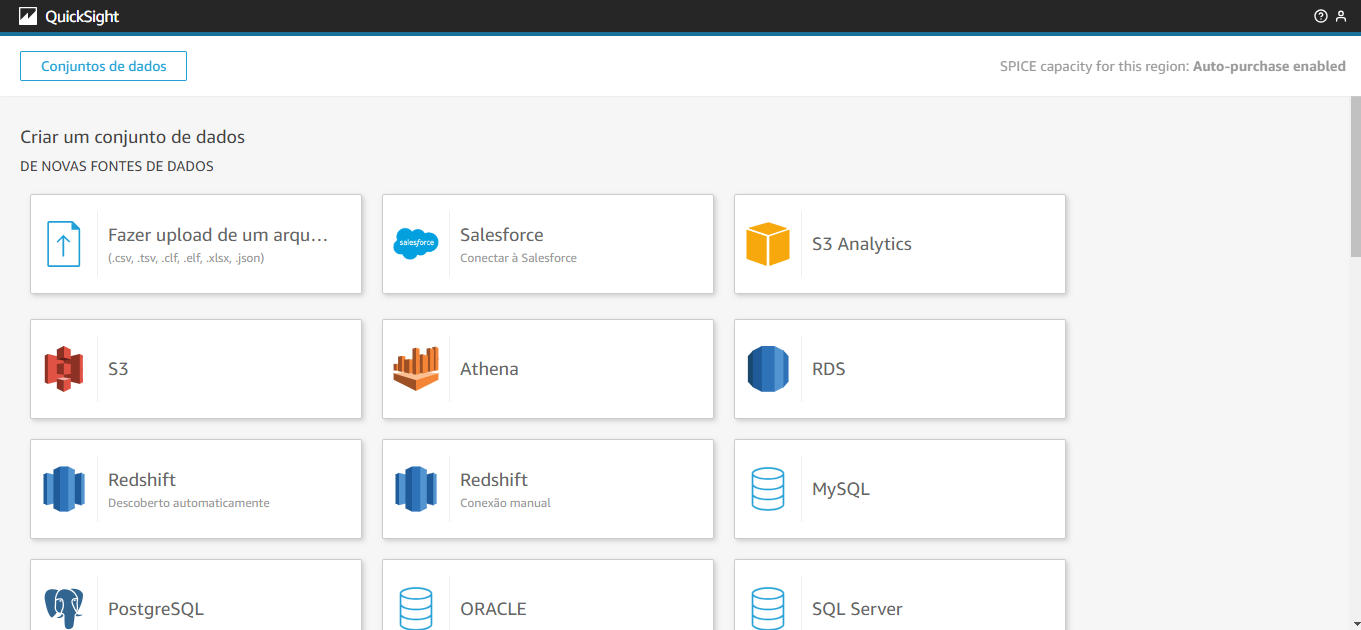 QuickSight
Conjuntos de dados
SPICE capacity for this region: Auto-purchase enabled
Criar um conjunto de dados
DE NOVAS FONTES DE DADOS
Fazer upload de um arqu...
(.csv, .tsv, .clf, .elf, .xlsx, .json)
salesforce
Salesforce
Conectar à Salesforce
S3 Analytics
S3
Athena
RDS
Redshift
Descoberto automaticamente
Redshift
Conexão manual
MySQL
PostgreSQL
ORACLE
SQL Server